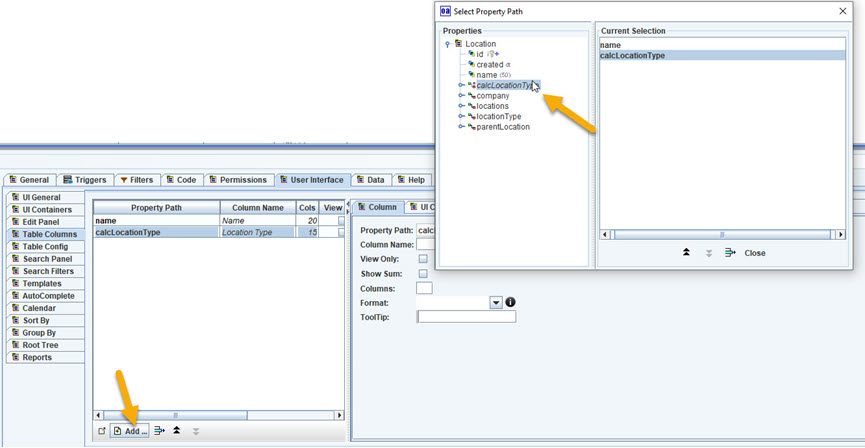 oa Select Property Path
Properties
Location
id
created
name (50)
calcLocationType
company
locations
locationType
parentLocation
Current Selection
name
calcLocationType
Close
General Triggers Filters Code Permissions User Interface Data Help
UI General
UI Containers
Edit Panel
Table Columns
Table Config
Search Panel
Search Filters
Templates
AutoComplete
Calendar
Sort By
Group By
Root Tree
Reports
Property Path Column Name Cols View
name Name 20
calcLocationType Location Type 15
Add ...
Column UI C
Property Path: calc
Column Name:
View Only:
Show Sum:
Columns:
Format:
ToolTip: